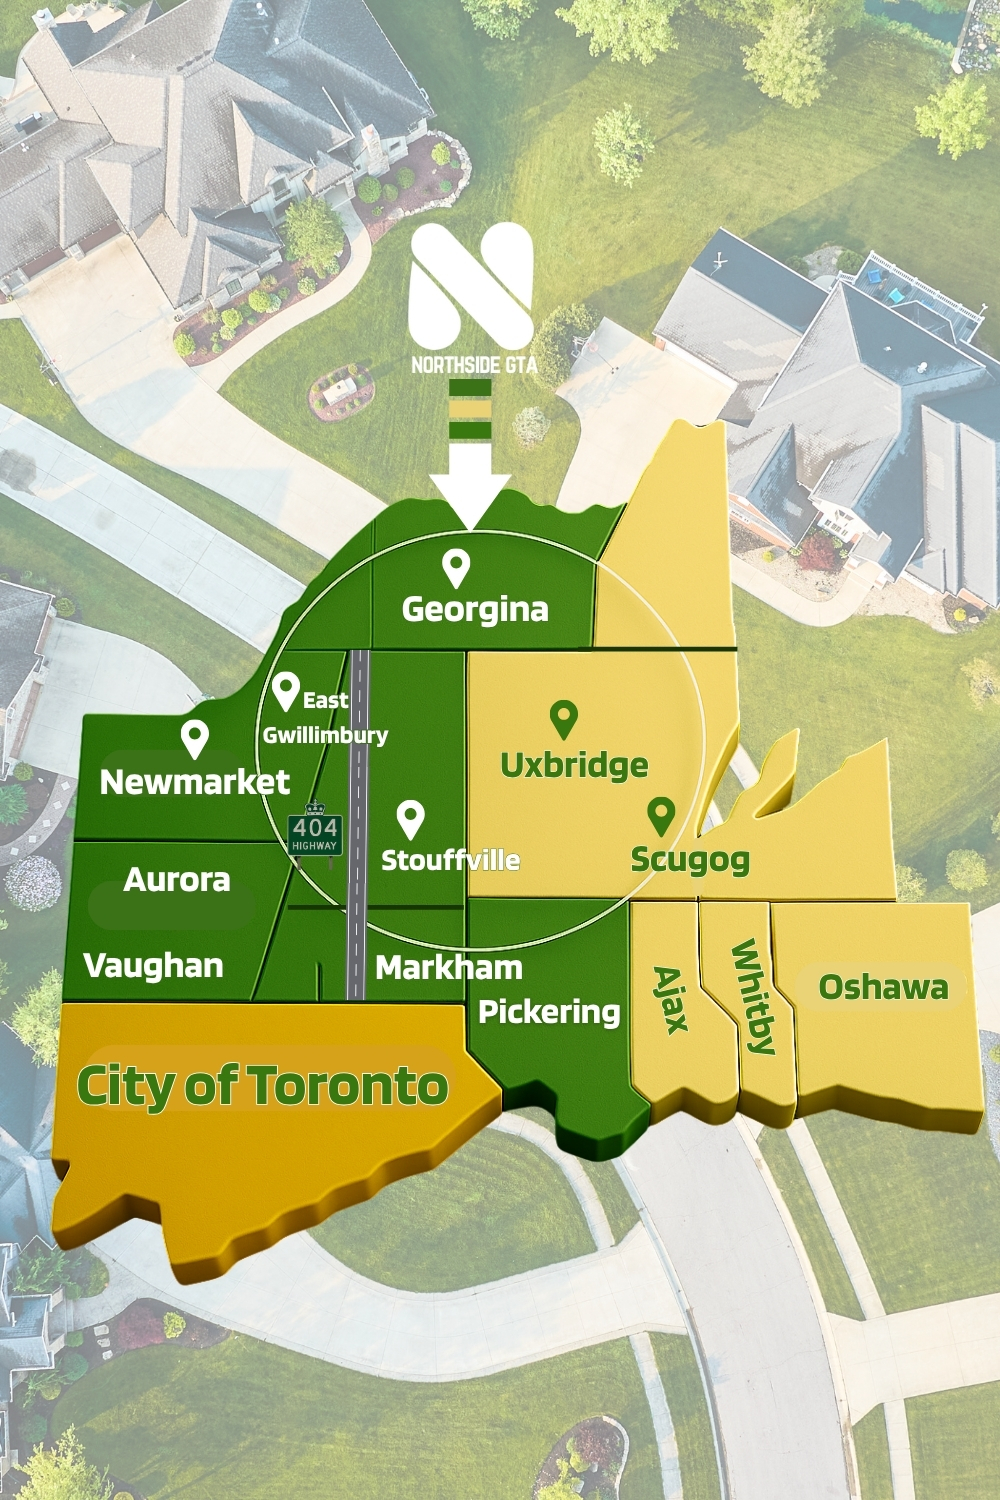 NORTHSIDE GTA
Georgina
East
Gwillimbury
Newmarket
Uxbridge
404
HIGHWAY
Stouffville
Scugog
Aurora
Vaughan
Markham
Pickering
Ajax
Whitby
Oshawa
City of Toronto